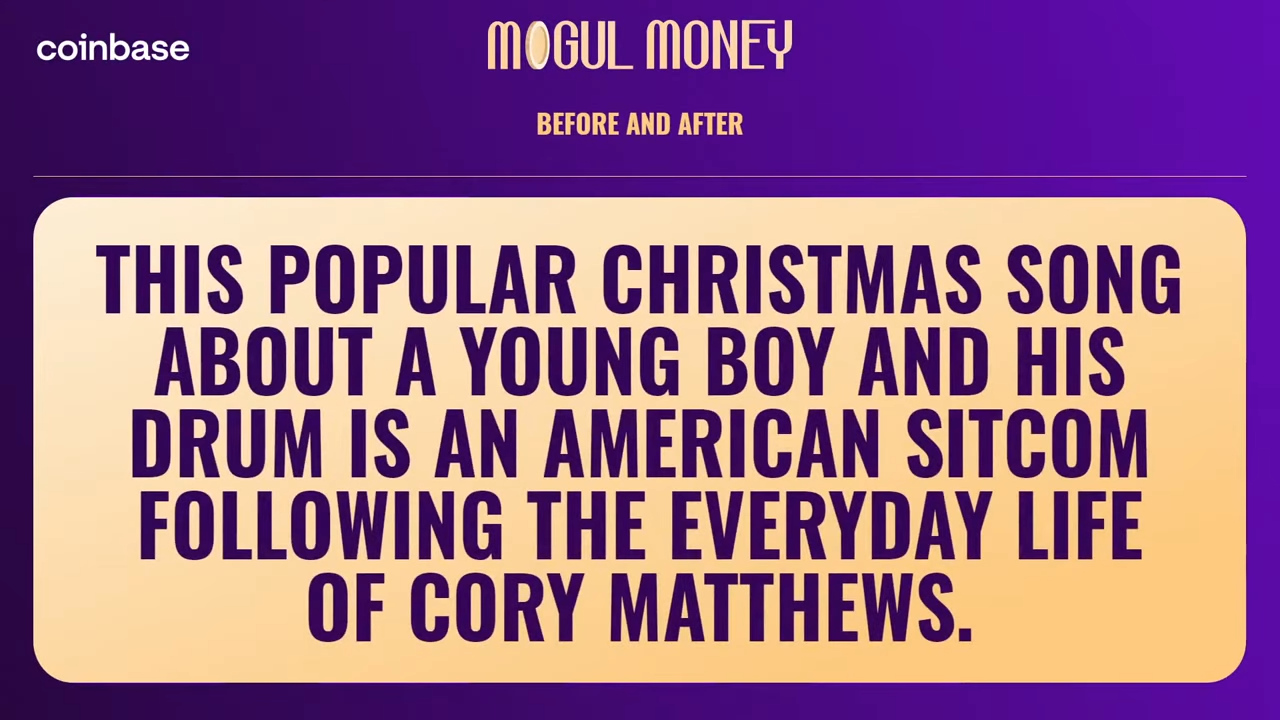 coinbase
MOGUL MONEY
BEFORE AND AFTER
THIS POPULAR CHRISTMAS SONG
ABOUT A YOUNG BOY AND HIS
DRUM IS AN AMERICAN SITCOM
FOLLOWING THE EVERYDAY LIFE
OF CORY MATTHEWS.